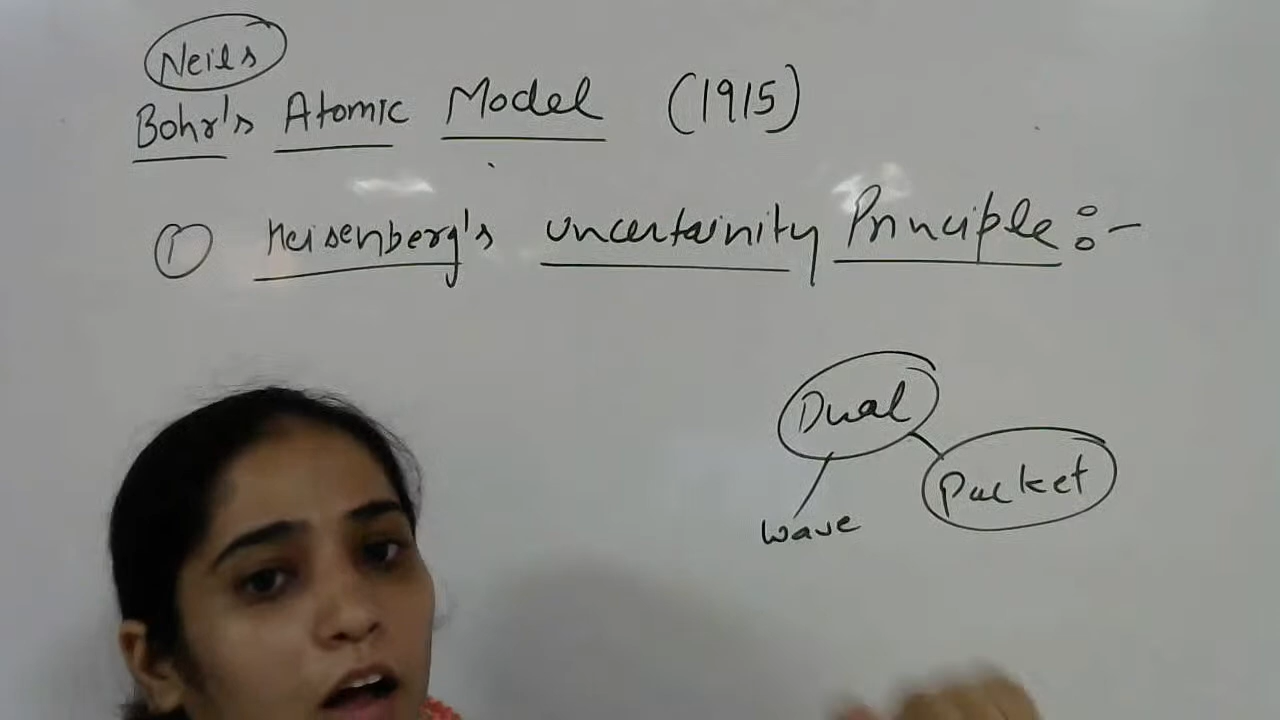 Neils
Bohr's Atomic Model (1915)
① Heisenberg's Uncertainity Principle :-
Dual
Packet
wave